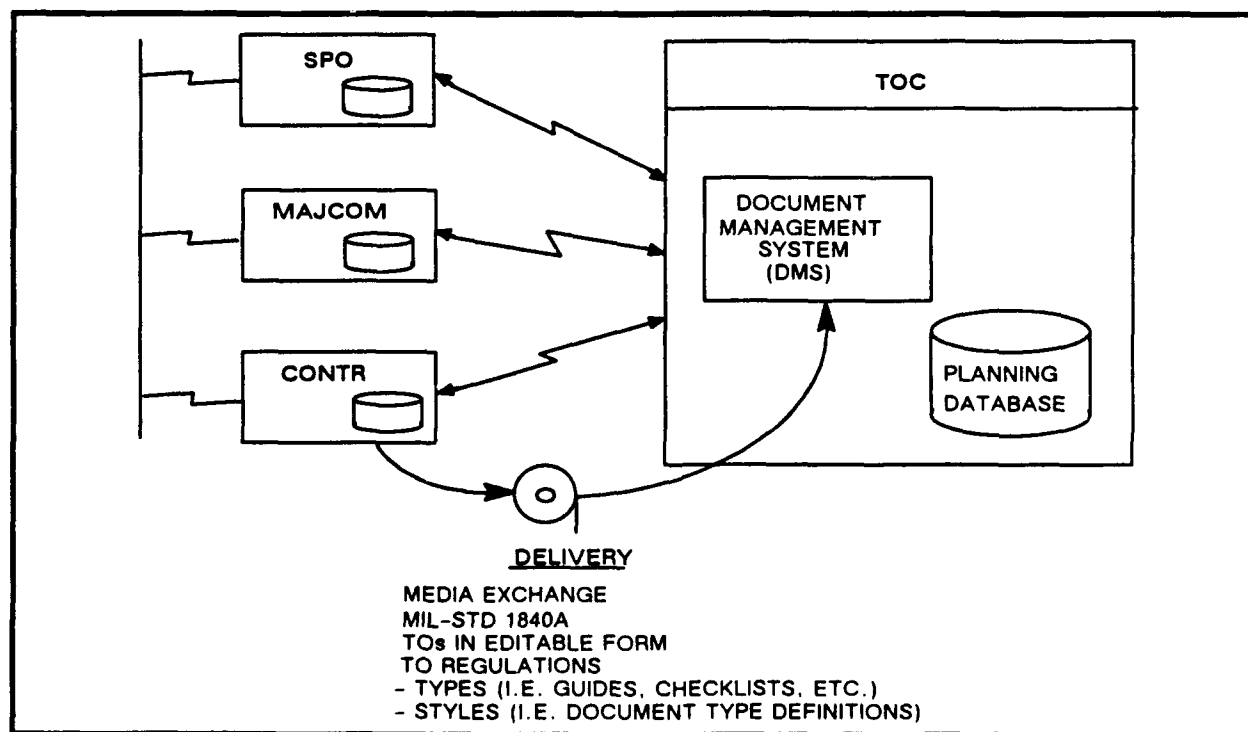 SPO
TOC
MAJCOM
DOCUMENT
MANAGEMENT
SYSTEM
(DMS)
CONTR
PLANNING
DATABASE
DELIVERY
MEDIA EXCHANGE
MIL-STD 1840A
TOs IN EDITABLE FORM
TO REGULATIONS
- TYPES (I.E. GUIDES, CHECKLISTS, ETC.)
- STYLES (I.E. DOCUMENT TYPE DEFINITIONS)